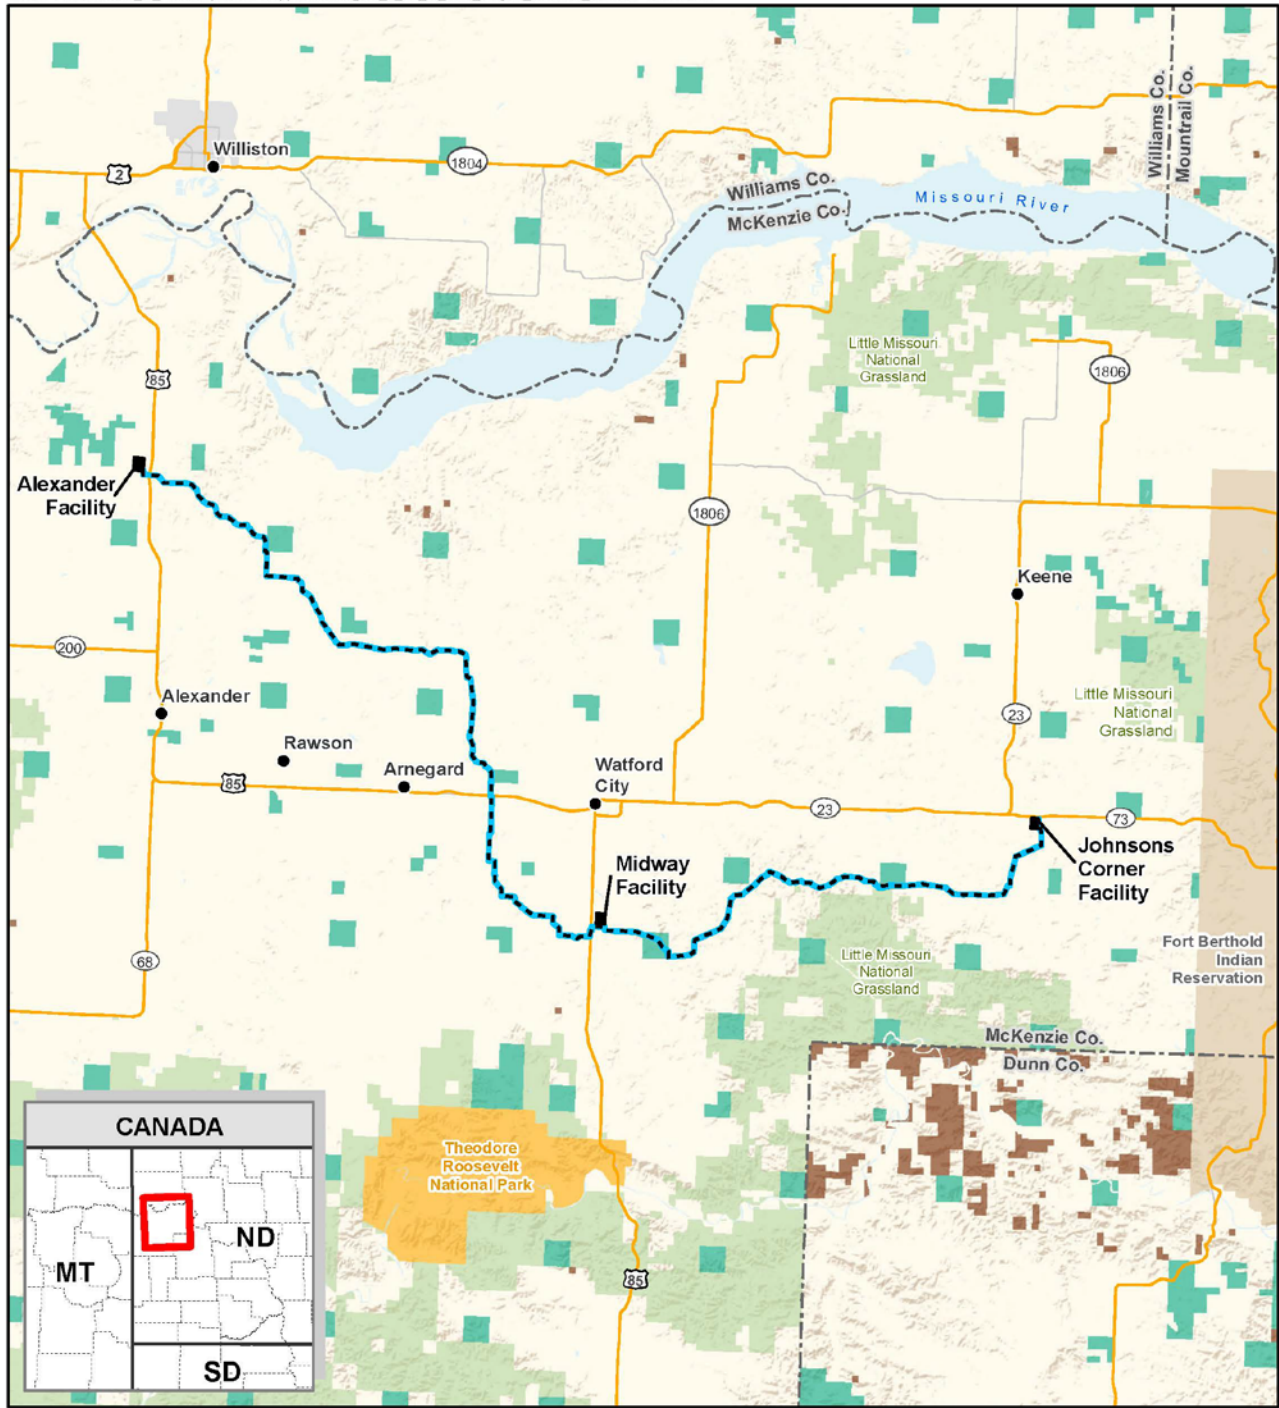 Williams Co.
Mountrail Co.
Williston
2
1804
Williams Co.
McKenzie Co.
Missouri River
85
Little Missouri
National
Grassland
1806
Alexander
Facility
1806
Keene
200
Alexander
Little Missouri
National
Grassland
23
Rawson
Arnegard
85
Watford
City
23
73
Johnsons
Corner
Facility
Midway
Facility
68
Little Missouri
National
Grassland
Fort Berthold
Indian
Reservation
McKenzie Co.
Dunn Co.
Theodore
Roosevelt
National Park
85
CANADA
MT
ND
SD